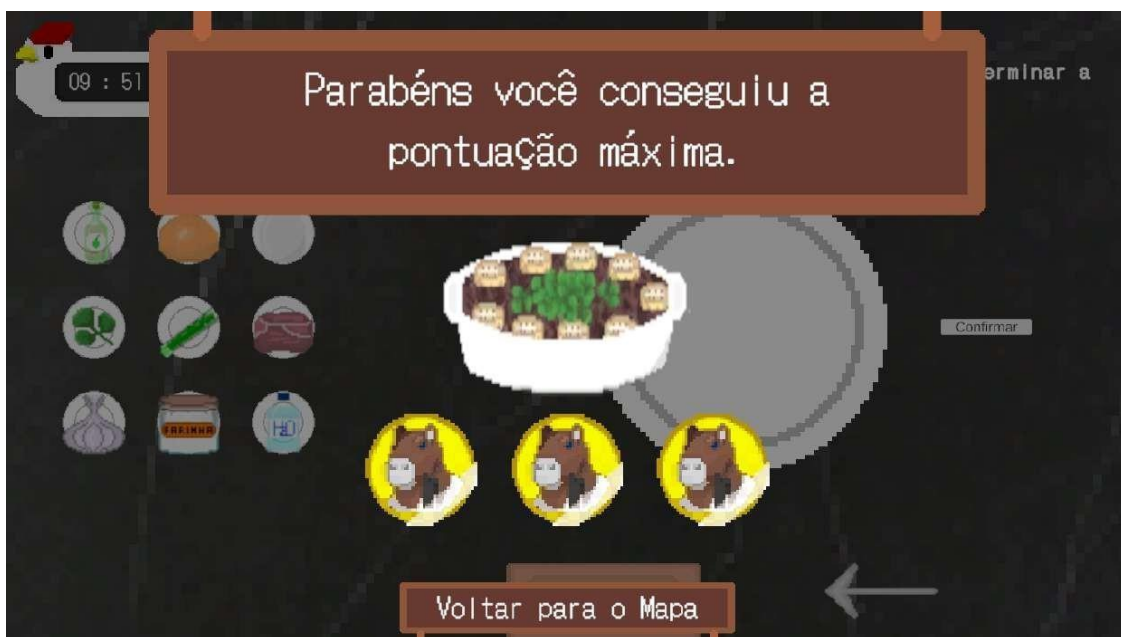 Parabéns você conseguiu a
pontuação máxima.
09 : 51
erminar a
Confirmar
FARINHA
H2O
Voltar para o Mapa